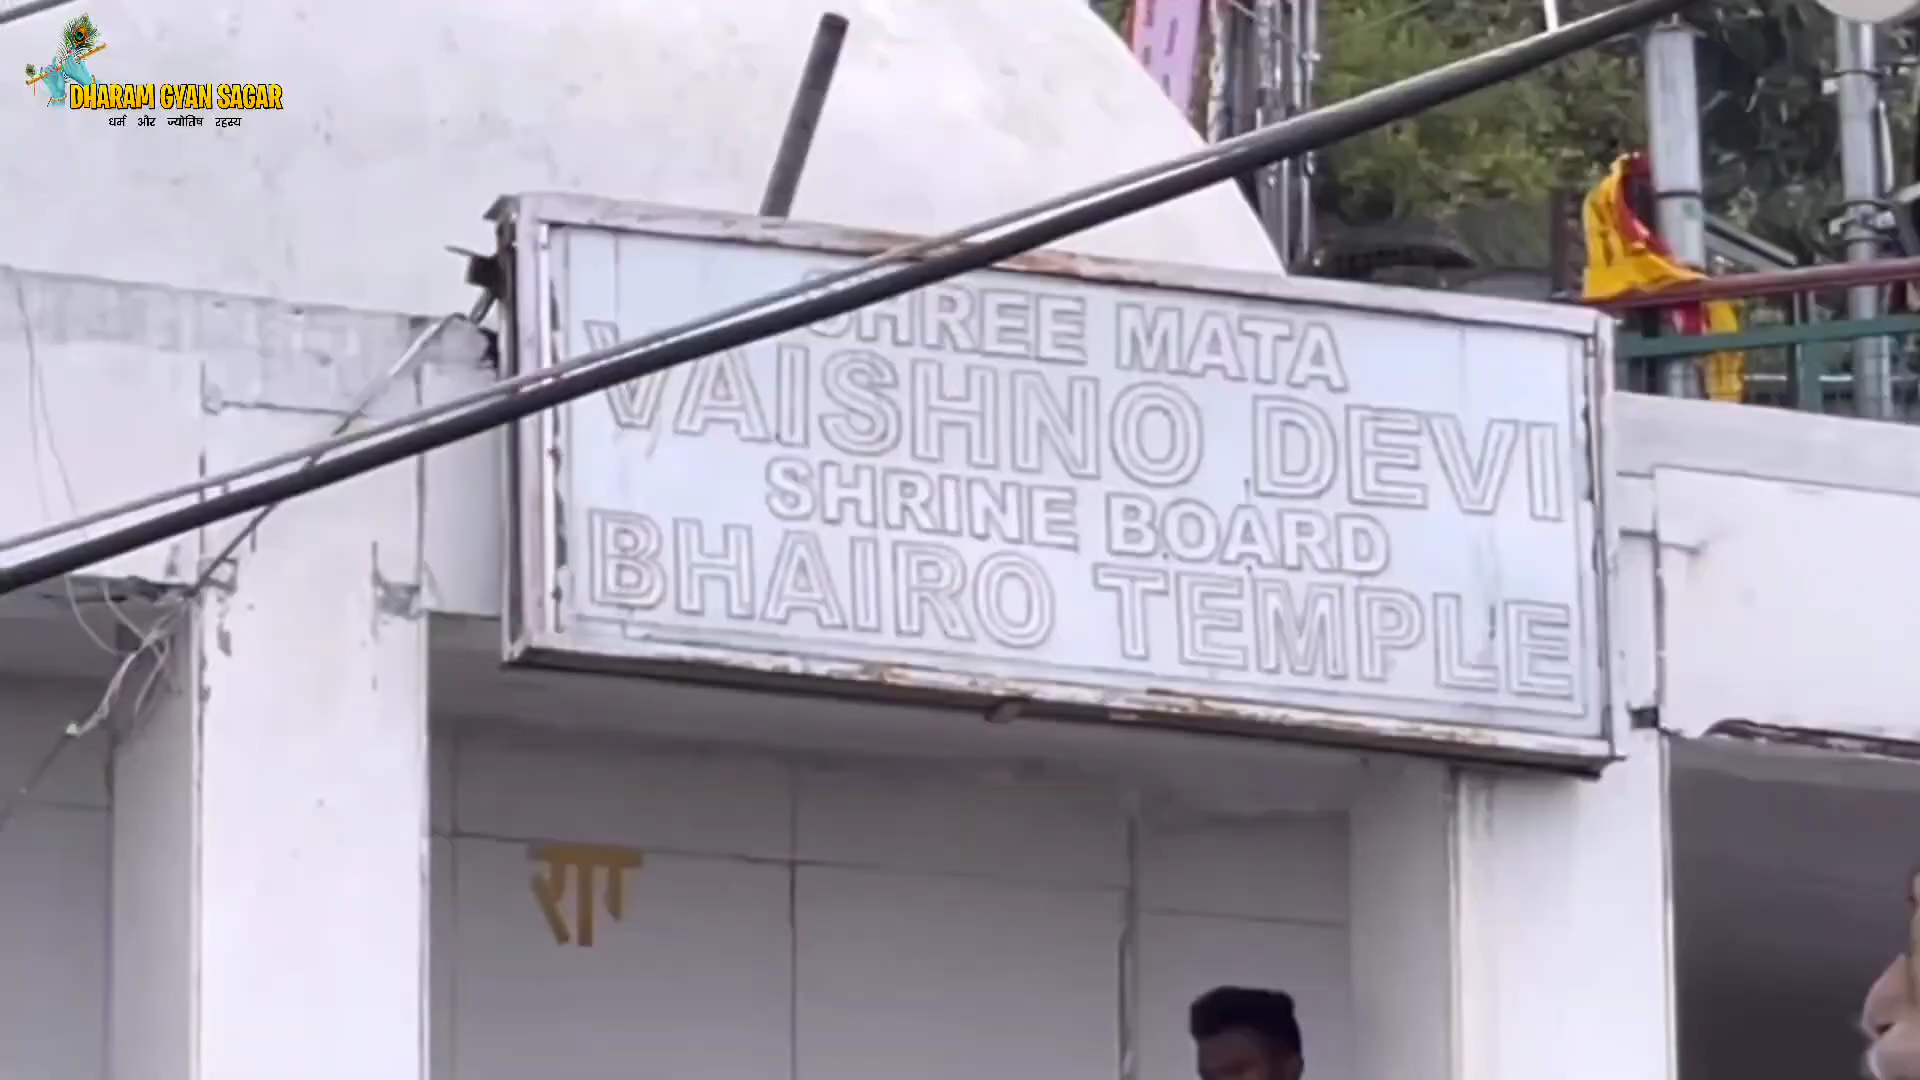 DHARAM GYAN SAGAR
धर्म और ज्योतिष रहस्य
SHREE MATA
VAISHNO DEVI
SHRINE BOARD
BHAIRO TEMPLE